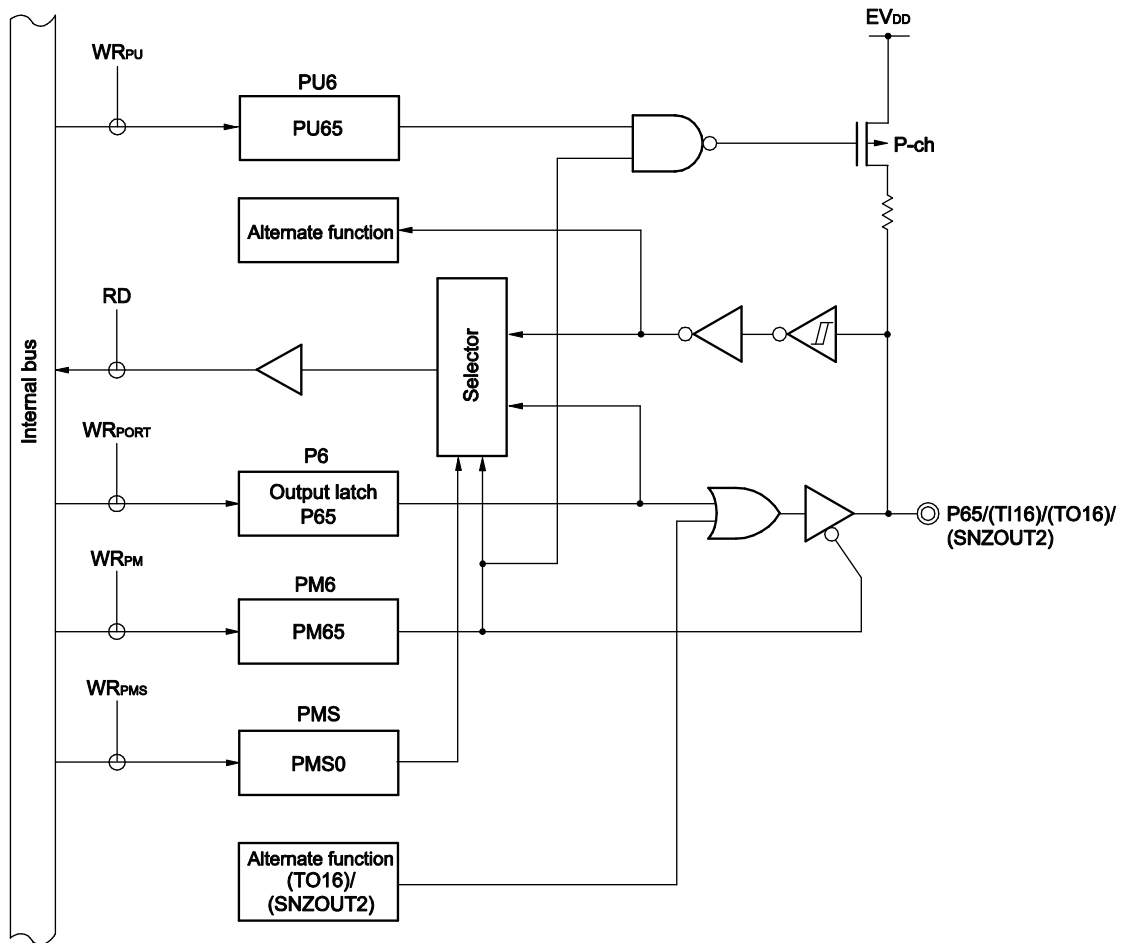 EVDD
WRPU
PU6
PU65
P-ch
Alternate function
RD
Selector
Internal bus
WRPORT
P6
Output latch
P65
P65/(TI16)/(TO16)/
(SNZOUT2)
WRPM
PM6
PM65
WRPMS
PMS
PMS0
Alternate function
(TO16)/
(SNZOUT2)